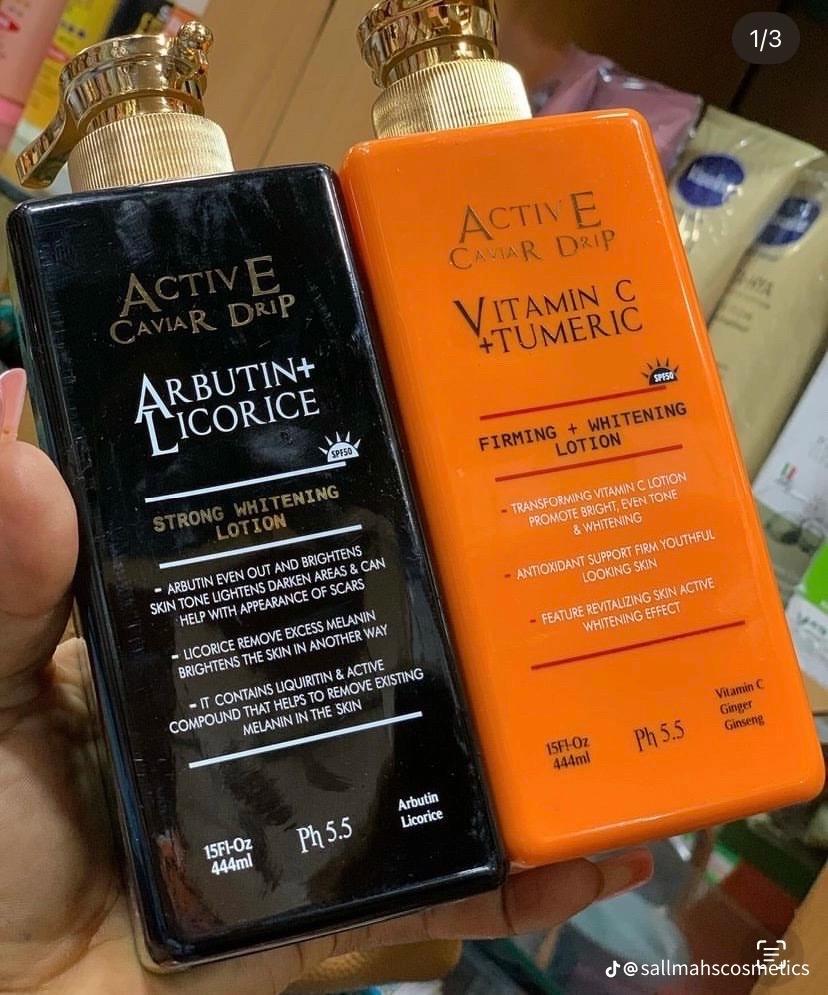 1/3
ACTIVE
CAVIAR DRIP
ARBUTIN+
LICORICE
SPF50
STRONG WHITENING
LOTION
- ARBUTIN EVEN OUT AND BRIGHTENS
SKIN TONE LIGHTENS DARKEN AREAS & CAN
HELP WITH APPEARANCE OF SCARS
- LICORICE REMOVE EXCESS MELANIN
BRIGHTENS THE SKIN IN ANOTHER WAY
- IT CONTAINS LIQUIRITIN & ACTIVE
COMPOUND THAT HELPS TO REMOVE EXISTING
MELANIN IN THE SKIN
15Fl-Oz
444ml
Ph 5.5
Arbutin
Licorice
ACTIVE
CAVIAR DRIP
VITAMIN C
+TUMERIC
SPF50
FIRMING + WHITENING
LOTION
- TRANSFORMING VITAMIN C LOTION
PROMOTE BRIGHT, EVEN TONE
& WHITENING
- ANTIOXIDANT SUPPORT FIRM YOUTHFUL
LOOKING SKIN
- FEATURE REVITALIZING SKIN ACTIVE
WHITENING EFFECT
15Fl-Oz
444ml
Ph 5.5
Vitamin C
Ginger
Ginseng
@sallmahscosmetics